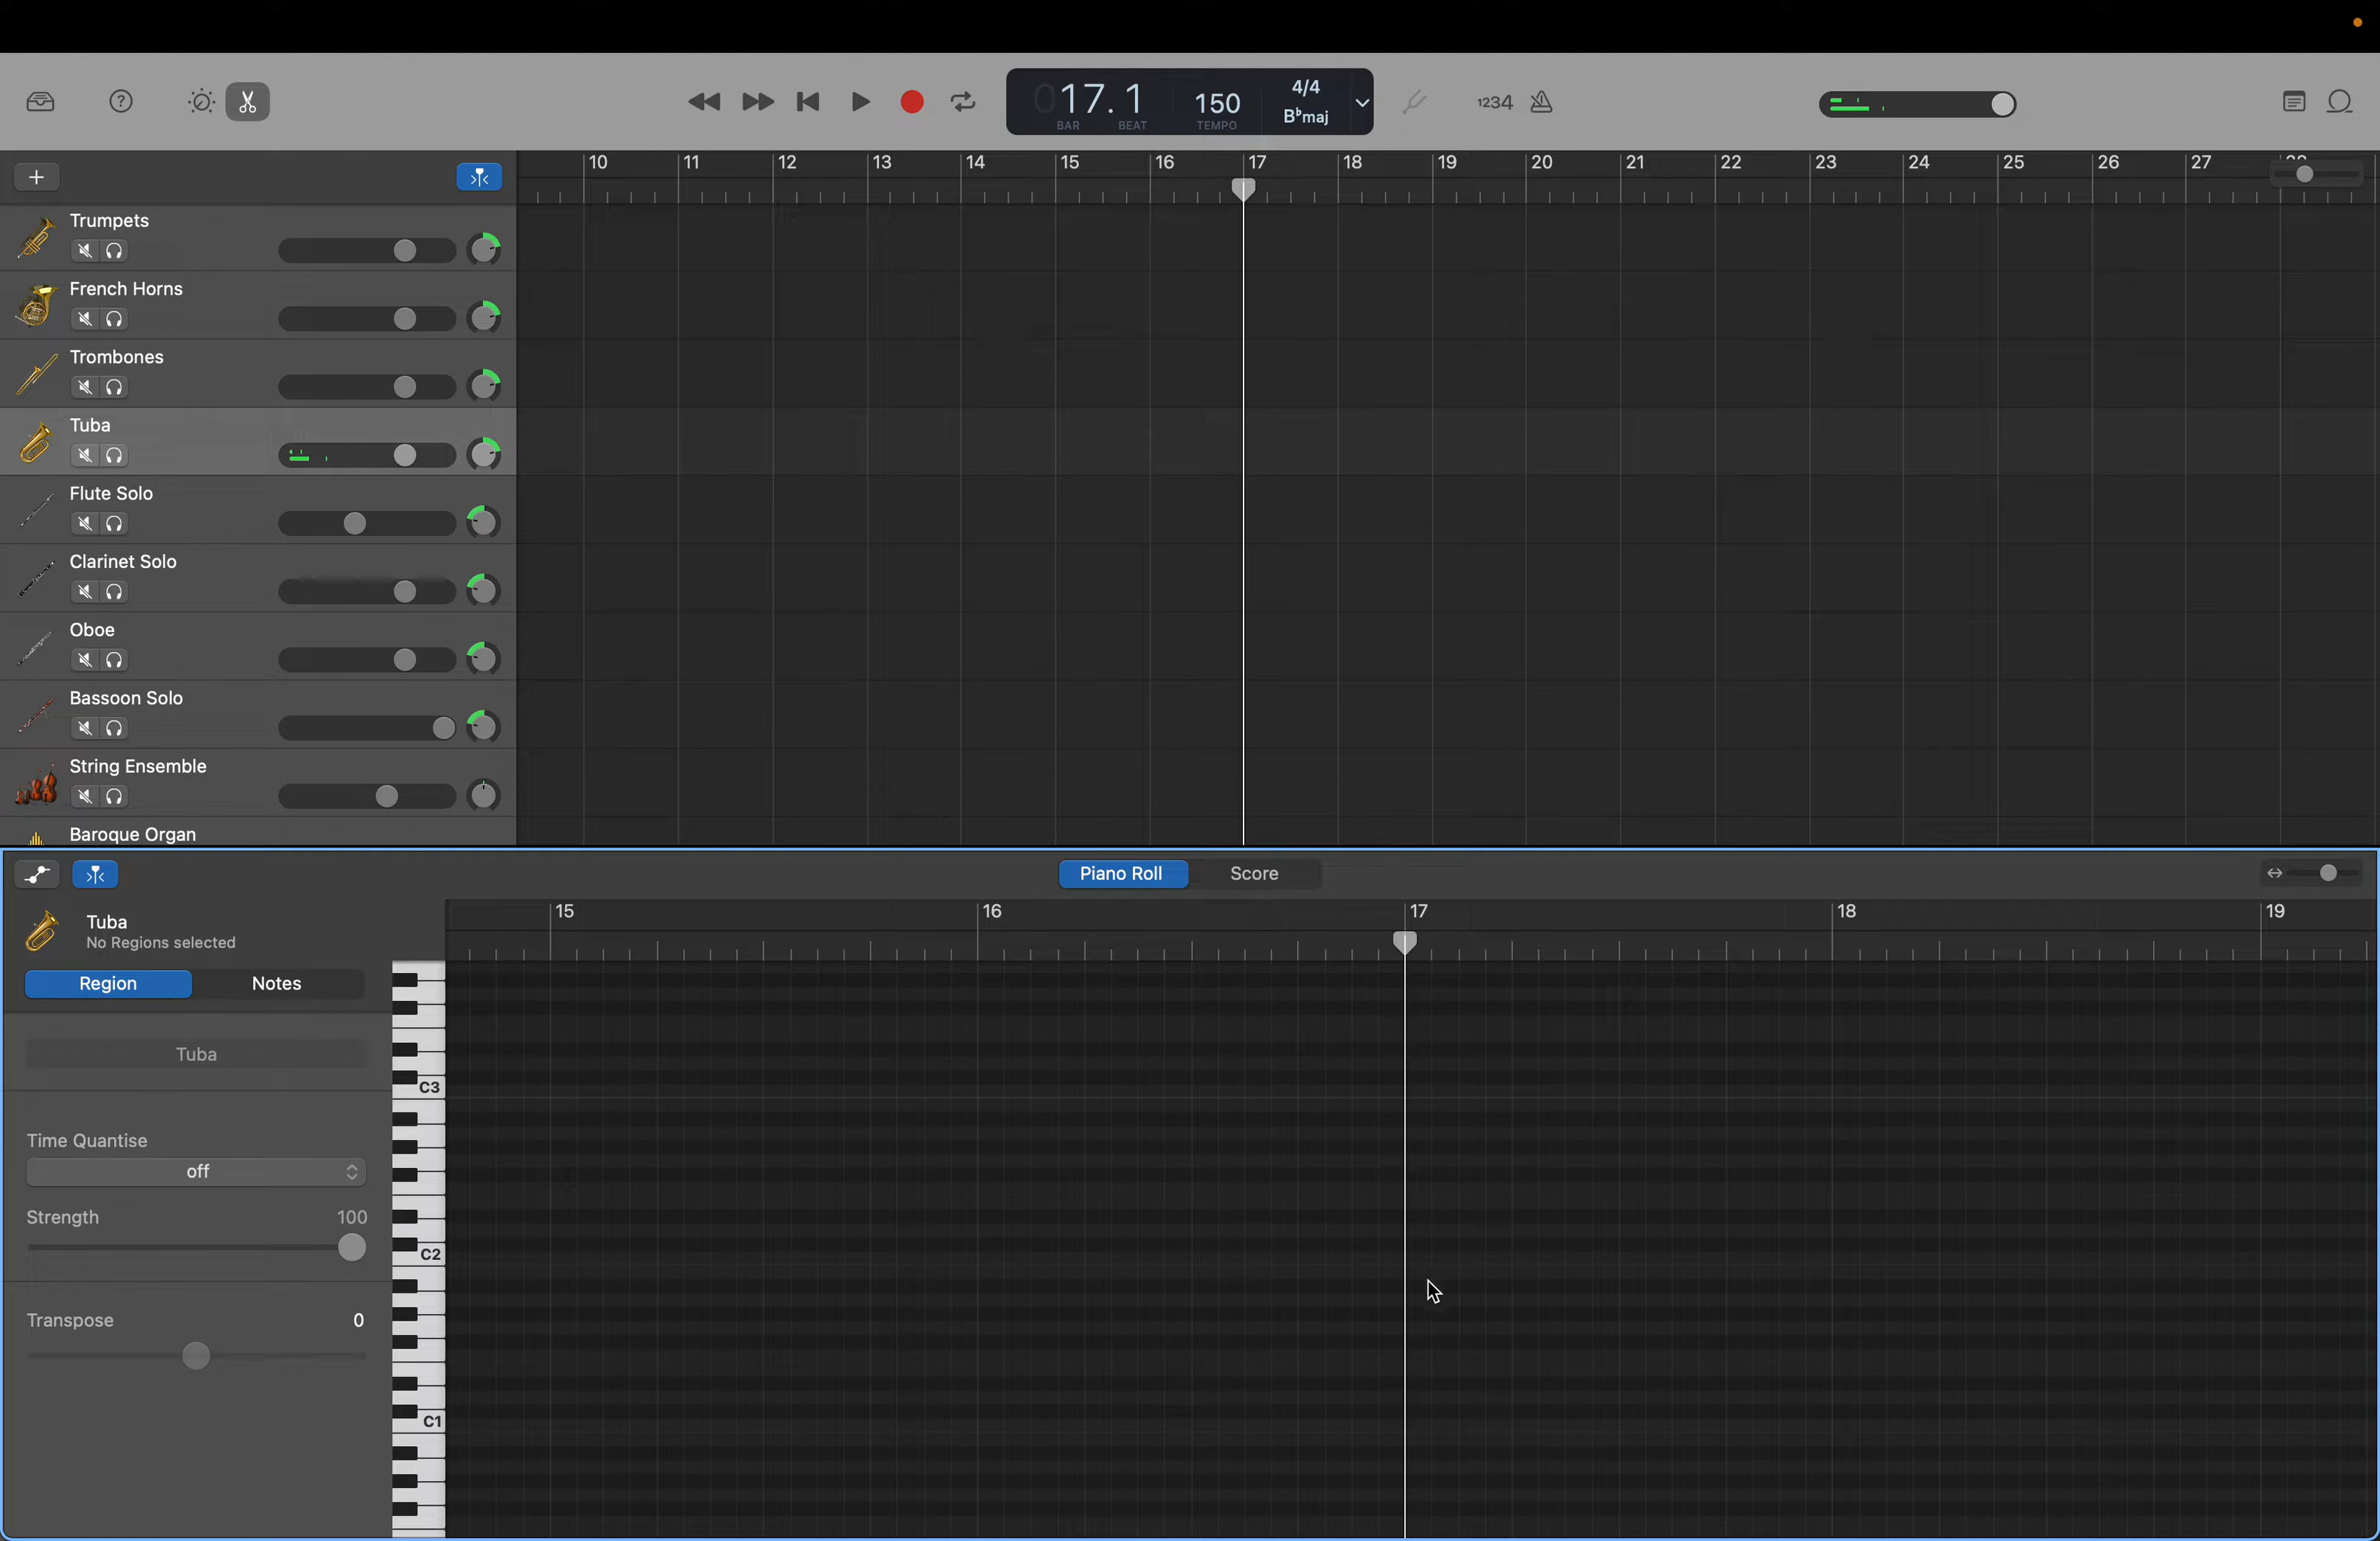 017.1
BAR
BEAT
150
TEMPO
4/4
B♭maj
1234
10 11 12 13 14 15 16 17 18 19 20 21 22 23 24 25 26 27
Trumpets
French Horns
Trombones
Tuba
Flute Solo
Clarinet Solo
Oboe
Bassoon Solo
String Ensemble
Baroque Organ
Piano Roll
Score
15 16 17 18 19
Tuba
No Regions selected
Region
Notes
Tuba
Time Quantise
off
Strength
100
Transpose
0
C3
C2
C1